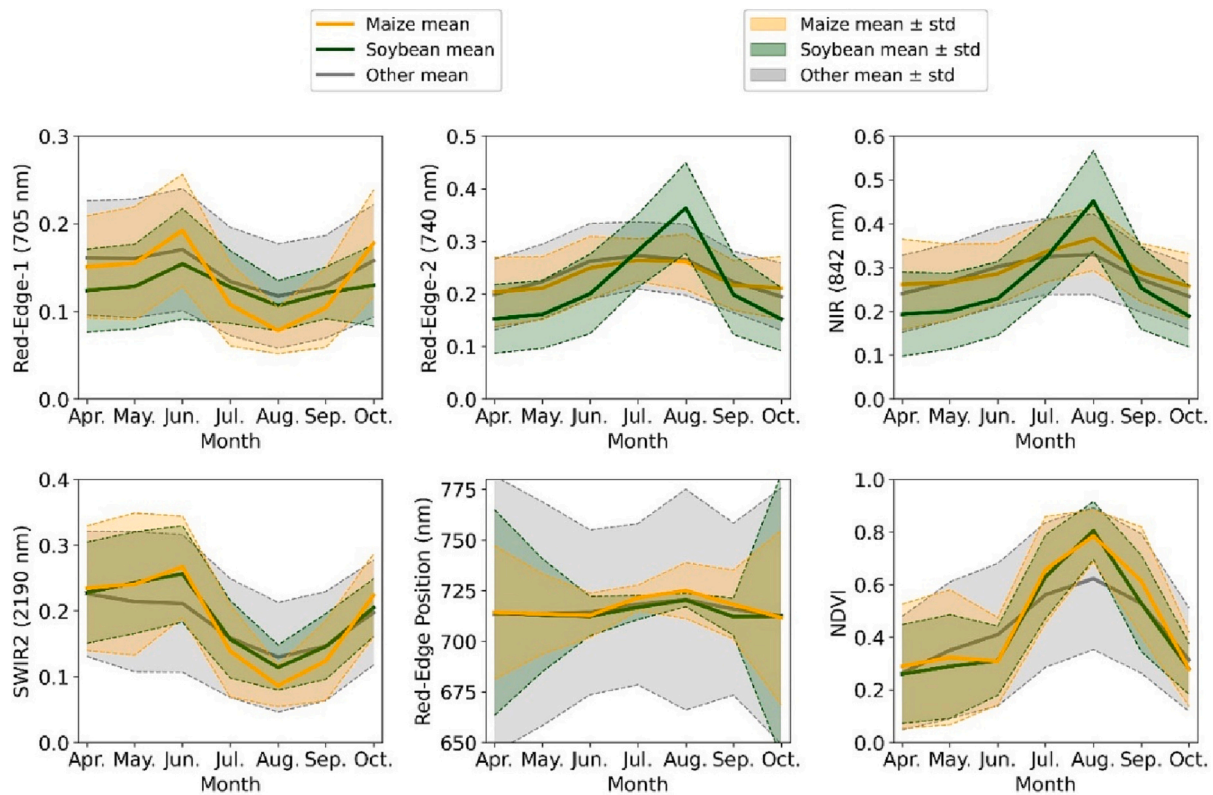 Maize mean
Soybean mean
Other mean
Maize mean ± std
Soybean mean ± std
Other mean ± std
Red-Edge-1 (705 nm)
0.3
0.2
0.1
0.0
Apr. May. Jun. Jul. Aug. Sep. Oct.
Month
Red-Edge-2 (740 nm)
0.5
0.4
0.3
0.2
0.1
0.0
Apr. May. Jun. Jul. Aug. Sep. Oct.
Month
NIR (842 nm)
0.6
0.5
0.4
0.3
0.2
0.1
0.0
Apr. May. Jun. Jul. Aug. Sep. Oct.
Month
SWIR2 (2190 nm)
0.4
0.3
0.2
0.1
0.0
Apr. May. Jun. Jul. Aug. Sep. Oct.
Month
Red-Edge Position (nm)
775
750
725
700
675
650
Apr. May. Jun. Jul. Aug. Sep. Oct.
Month
NDVI
1.0
0.8
0.6
0.4
0.2
0.0
Apr. May. Jun. Jul. Aug. Sep. Oct.
Month